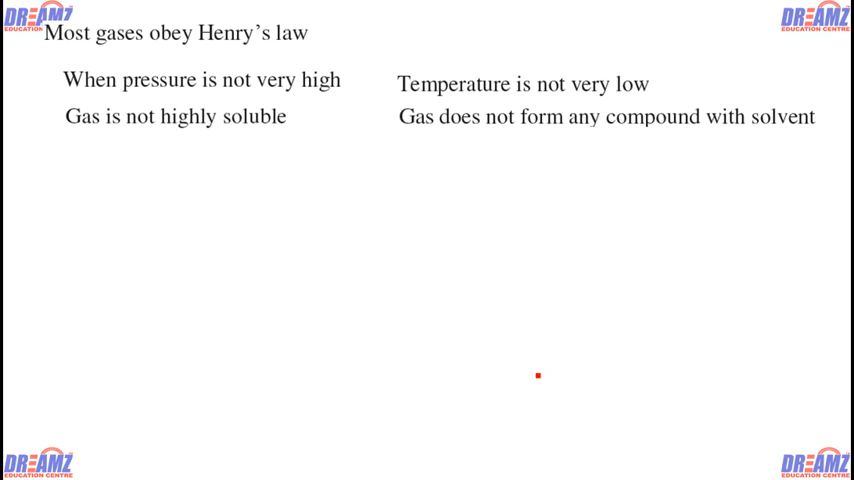 DREAMZ
EDUCATION CENTRE
DREAMZ
EDUCATION CENTRE
Most gases obey Henry's law
When pressure is not very high
Temperature is not very low
Gas is not highly soluble
Gas does not form any compound with solvent
DREAMZ
EDUCATION CENTRE
DREAMZ
EDUCATION CENTRE